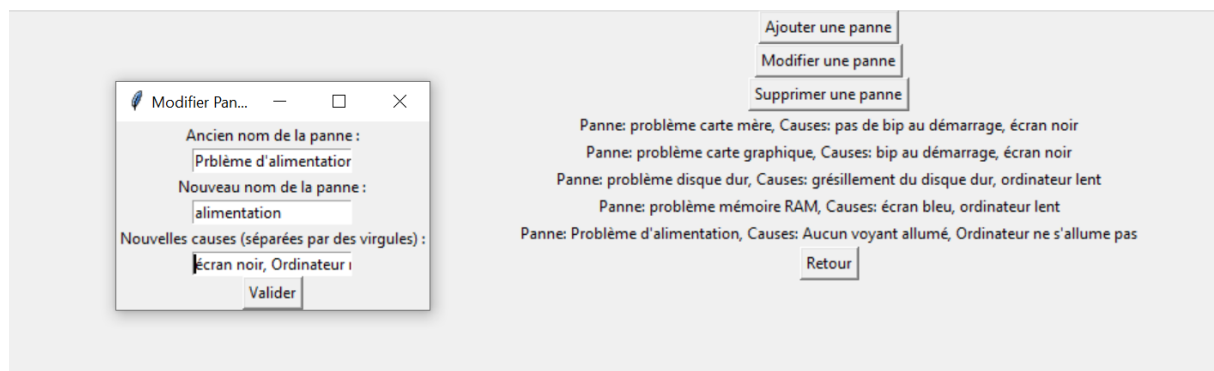 Modifier Pan...
Ancien nom de la panne :
Prblème d'alimentation
Nouveau nom de la panne :
alimentation
Nouvelles causes (séparées par des virgules) :
écran noir, Ordinateur
Valider
Ajouter une panne
Modifier une panne
Supprimer une panne
Panne: problème carte mère, Causes: pas de bip au démarrage, écran noir
Panne: problème carte graphique, Causes: bip au démarrage, écran noir
Panne: problème disque dur, Causes: grésillement du disque dur, ordinateur lent
Panne: problème mémoire RAM, Causes: écran bleu, ordinateur lent
Panne: Problème d'alimentation, Causes: Aucun voyant allumé, Ordinateur ne s'allume pas
Retour